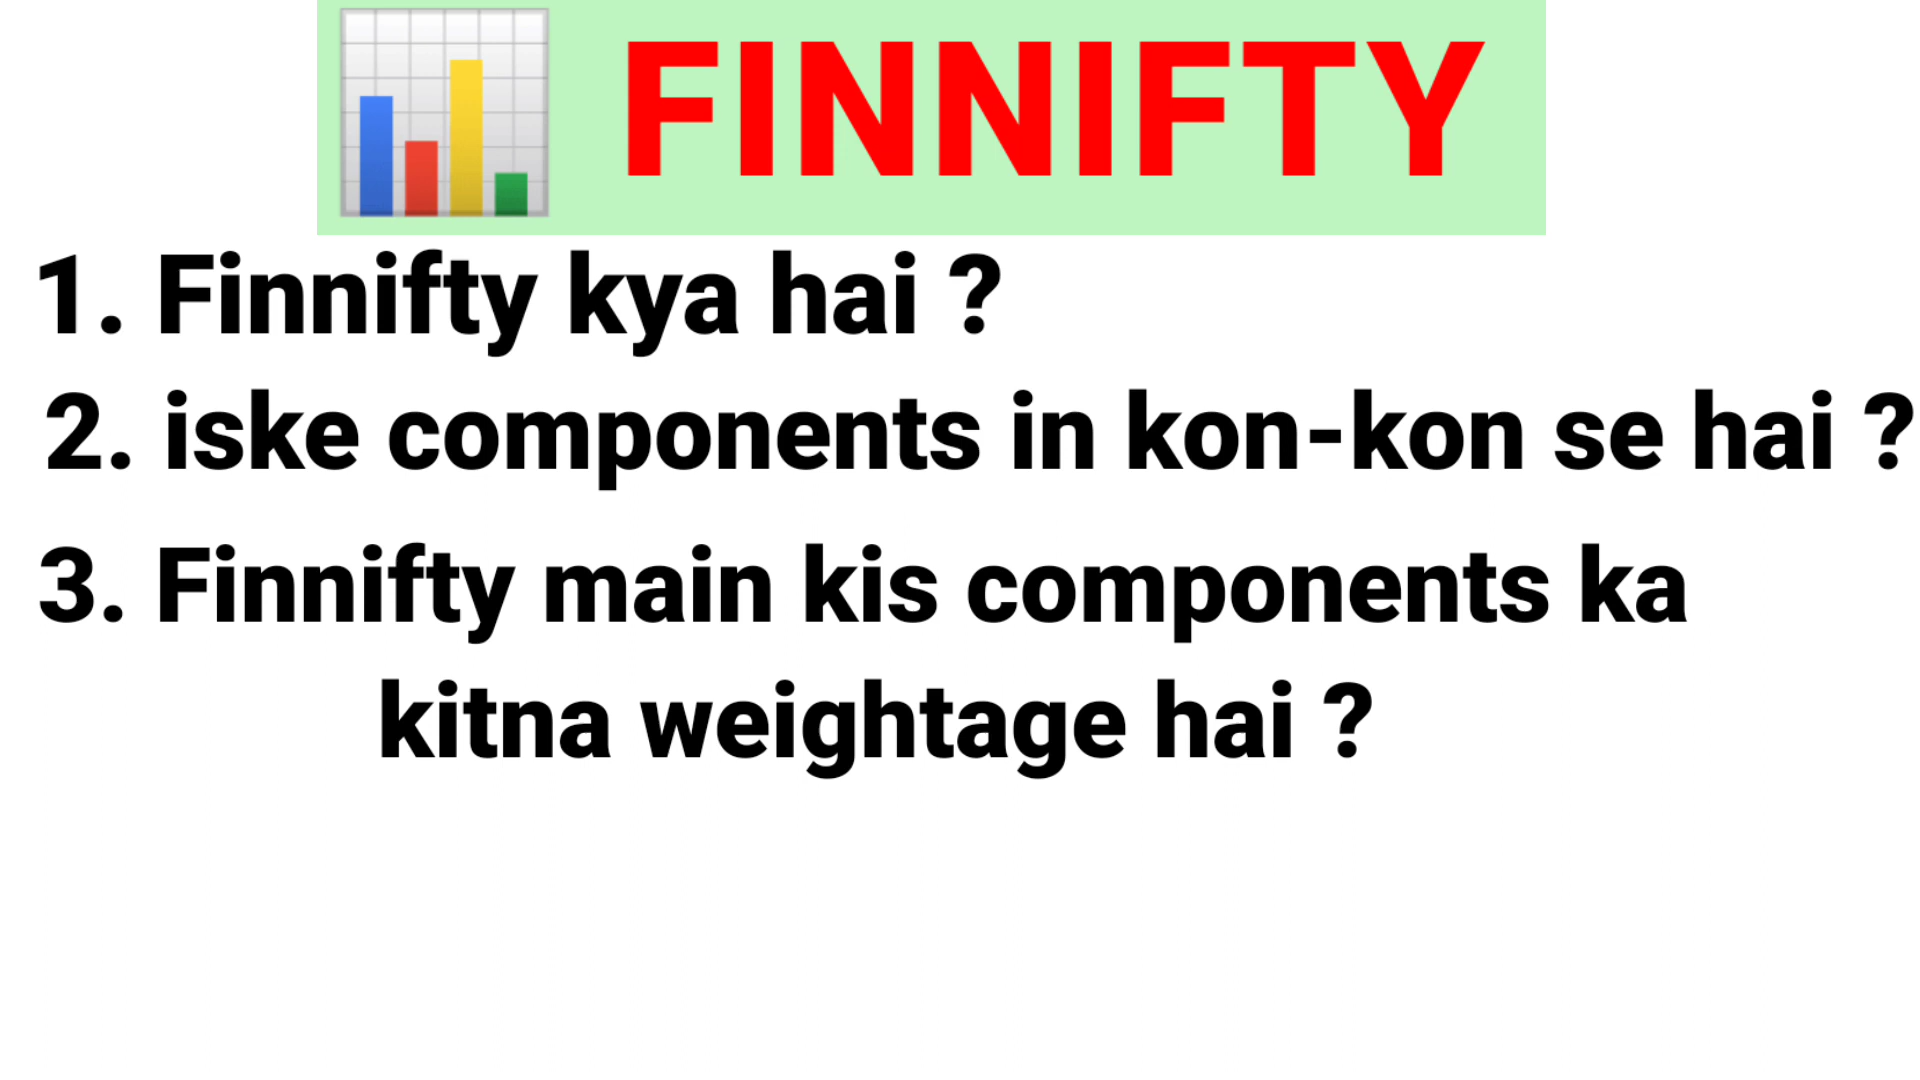 FINNIFTY
1. Finnifty kya hai ?
2. iske components in kon-kon se hai ?
3. Finnifty main kis components ka
kitna weightage hai ?